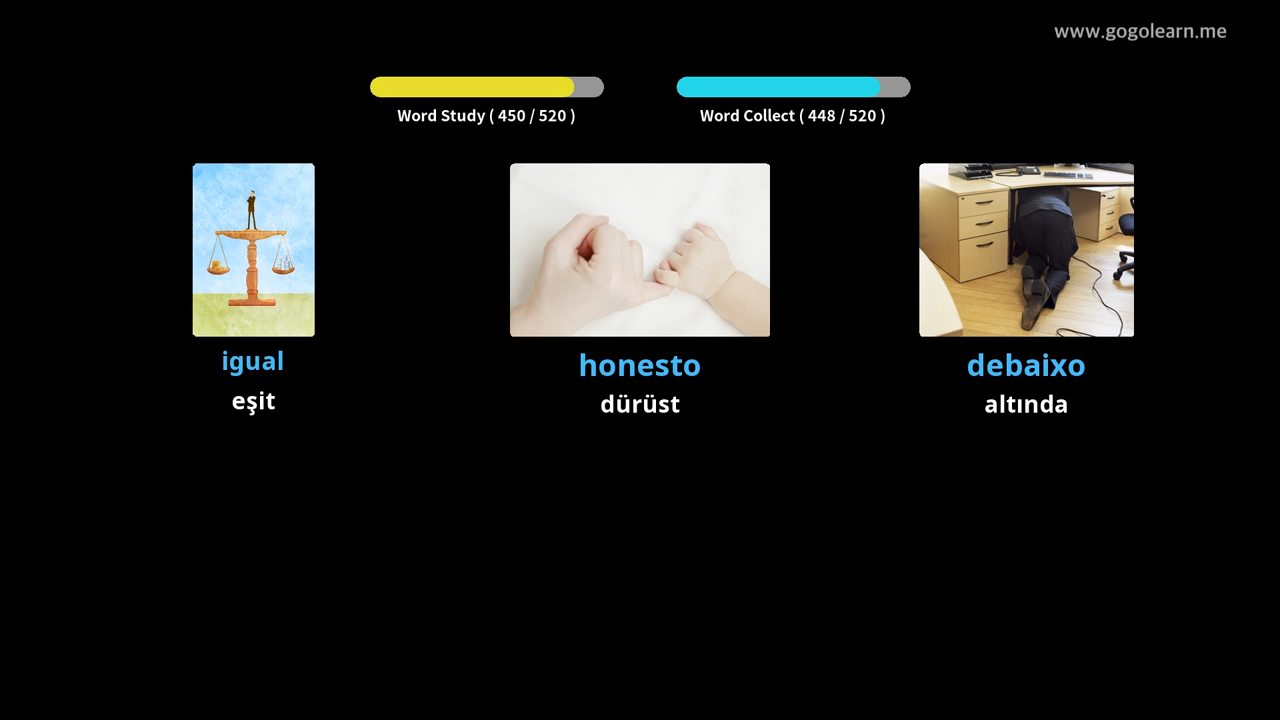 www.gogolearn.me
Word Study ( 450 / 520 )
Word Collect ( 448 / 520 )
igual
eşit
honesto
dürüst
debaixo
altında